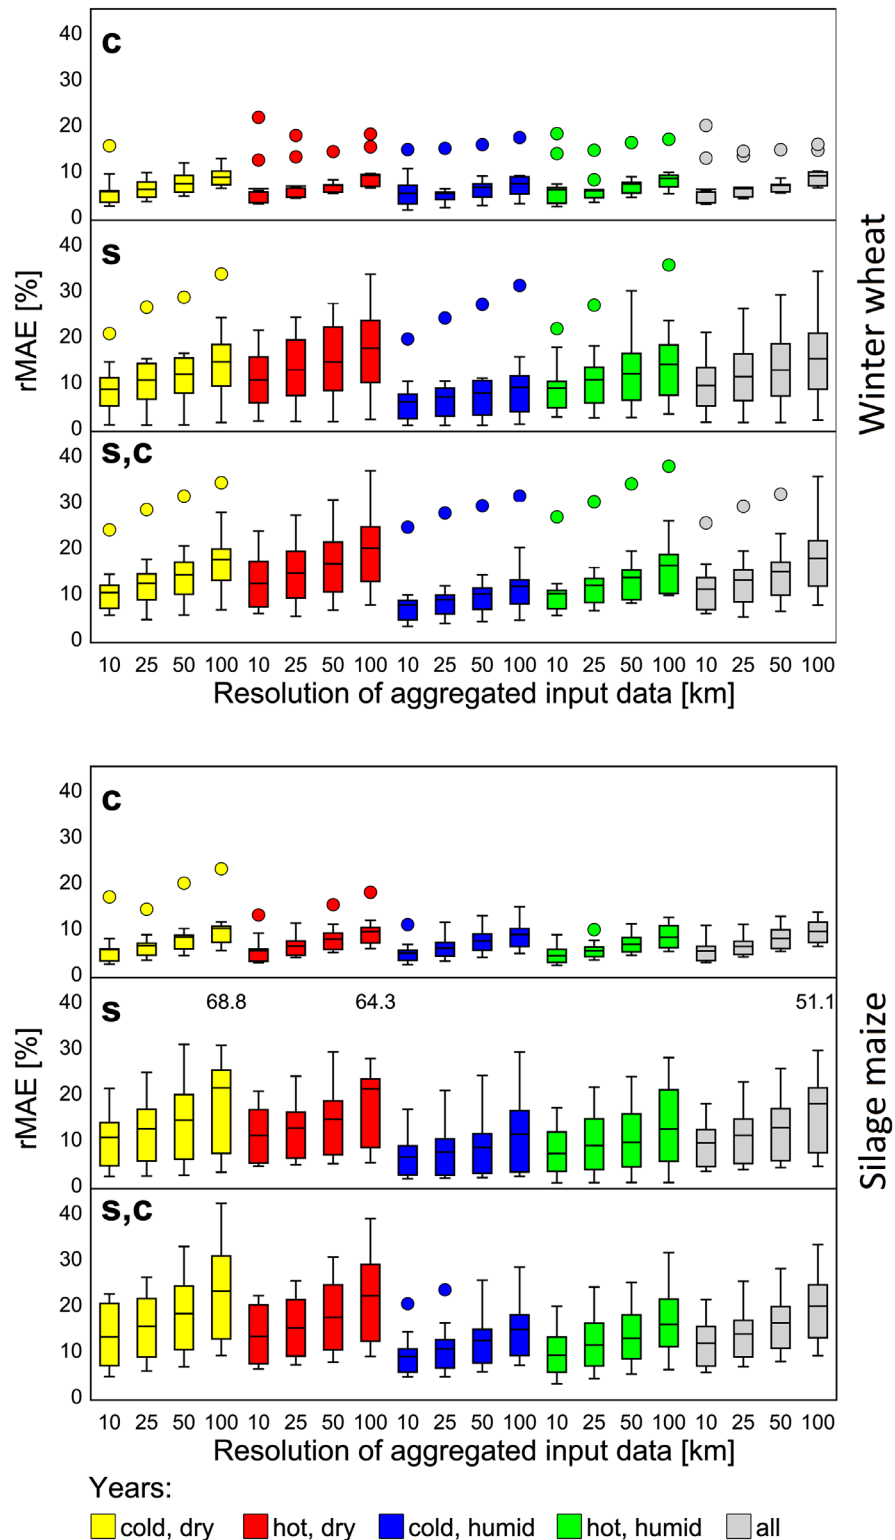 c
40
30
20
10
0
s
40
30
20
10
0
s,c
40
30
20
10
0
rMAE [%]
Winter wheat
10 25 50 100 10 25 50 100 10 25 50 100 10 25 50 100 10 25 50 100
Resolution of aggregated input data [km]
c
40
30
20
10
0
s
68.8 64.3 51.1
40
30
20
10
0
s,c
40
30
20
10
0
rMAE [%]
Silage maize
10 25 50 100 10 25 50 100 10 25 50 100 10 25 50 100 10 25 50 100
Resolution of aggregated input data [km]
Years:
cold, dry hot, dry cold, humid hot, humid all